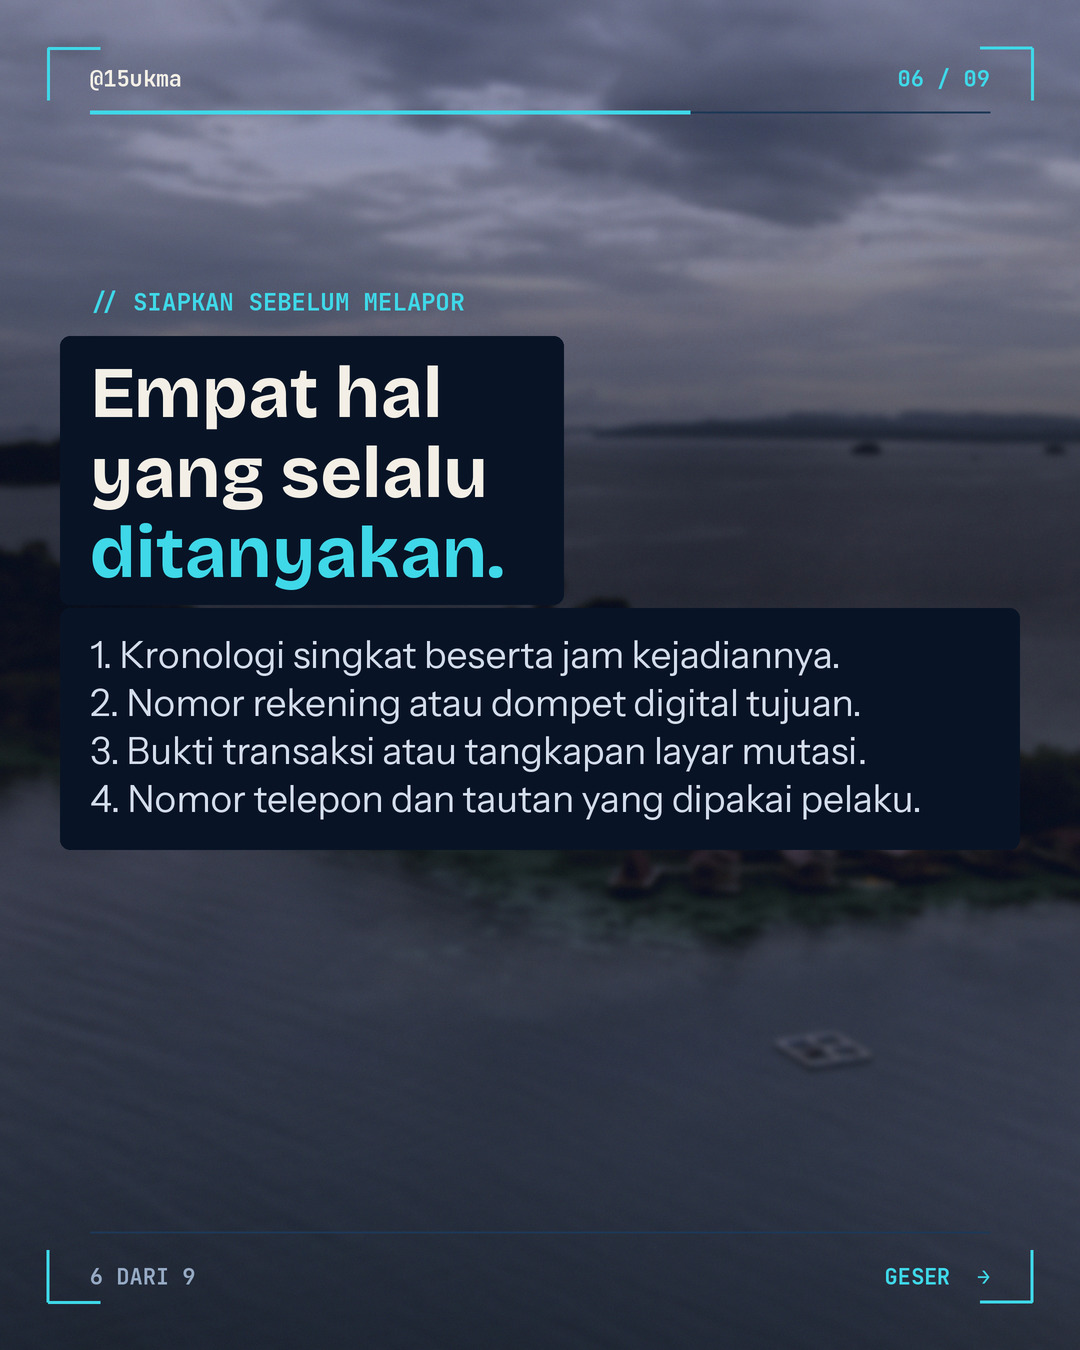 @15ukma
06 / 09
// SIAPKAN SEBELUM MELAPOR
Empat hal
yang selalu
ditanyakan.
1. Kronologi singkat beserta jam kejadiannya.
2. Nomor rekening atau dompet digital tujuan.
3. Bukti transaksi atau tangkapan layar mutasi.
4. Nomor telepon dan tautan yang dipakai pelaku.
6 DARI 9
GESER →